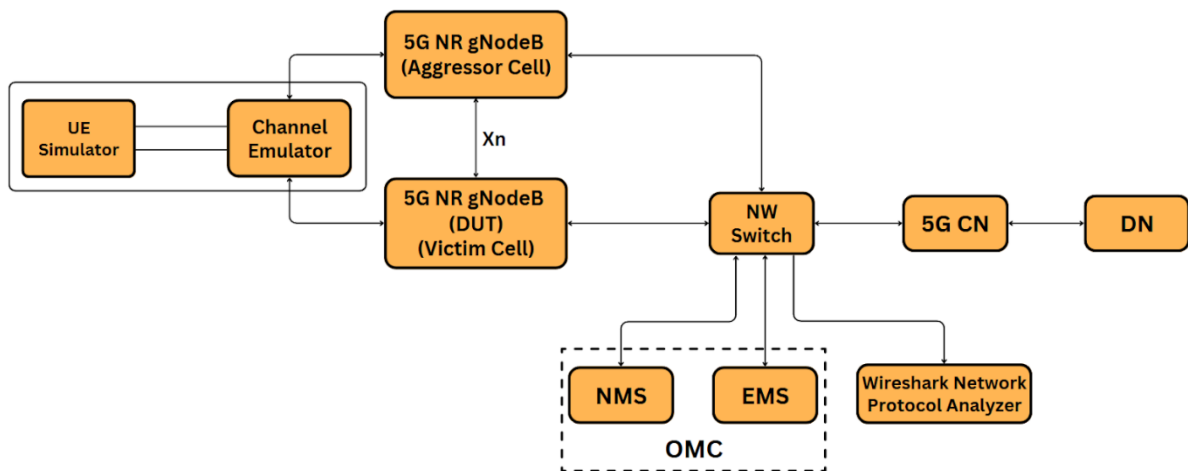 5G NR gNodeB
(Aggressor Cell)
UE
Simulator
Channel
Emulator
Xn
5G NR gNodeB
(DUT)
(Victim Cell)
NW
Switch
5G CN
DN
NMS
EMS
OMC
Wireshark Network
Protocol Analyzer